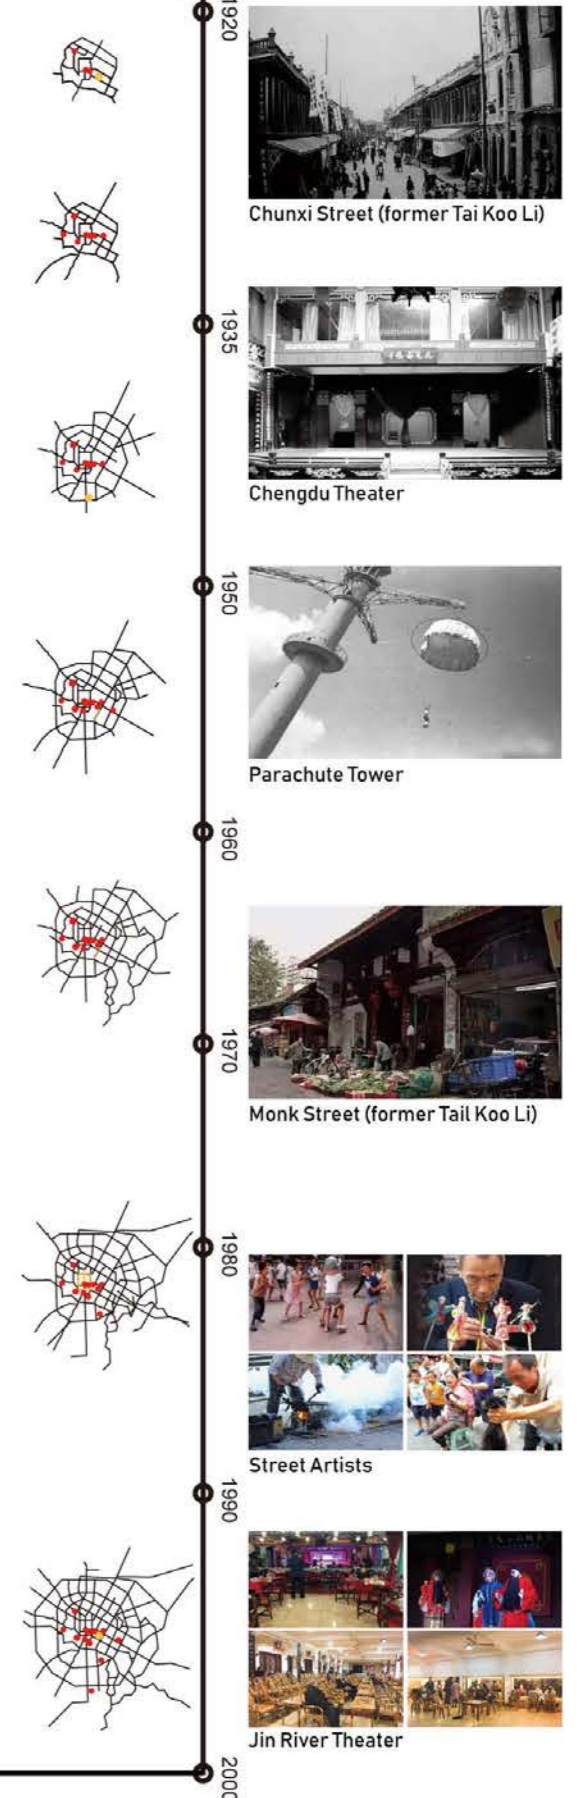 1920
Chunxi Street (former Tai Koo Li)
1935
Chengdu Theater
1950
Parachute Tower
1960
1970
Monk Street (former Tail Koo Li)
1980
Street Artists
1990
Jin River Theater
2000